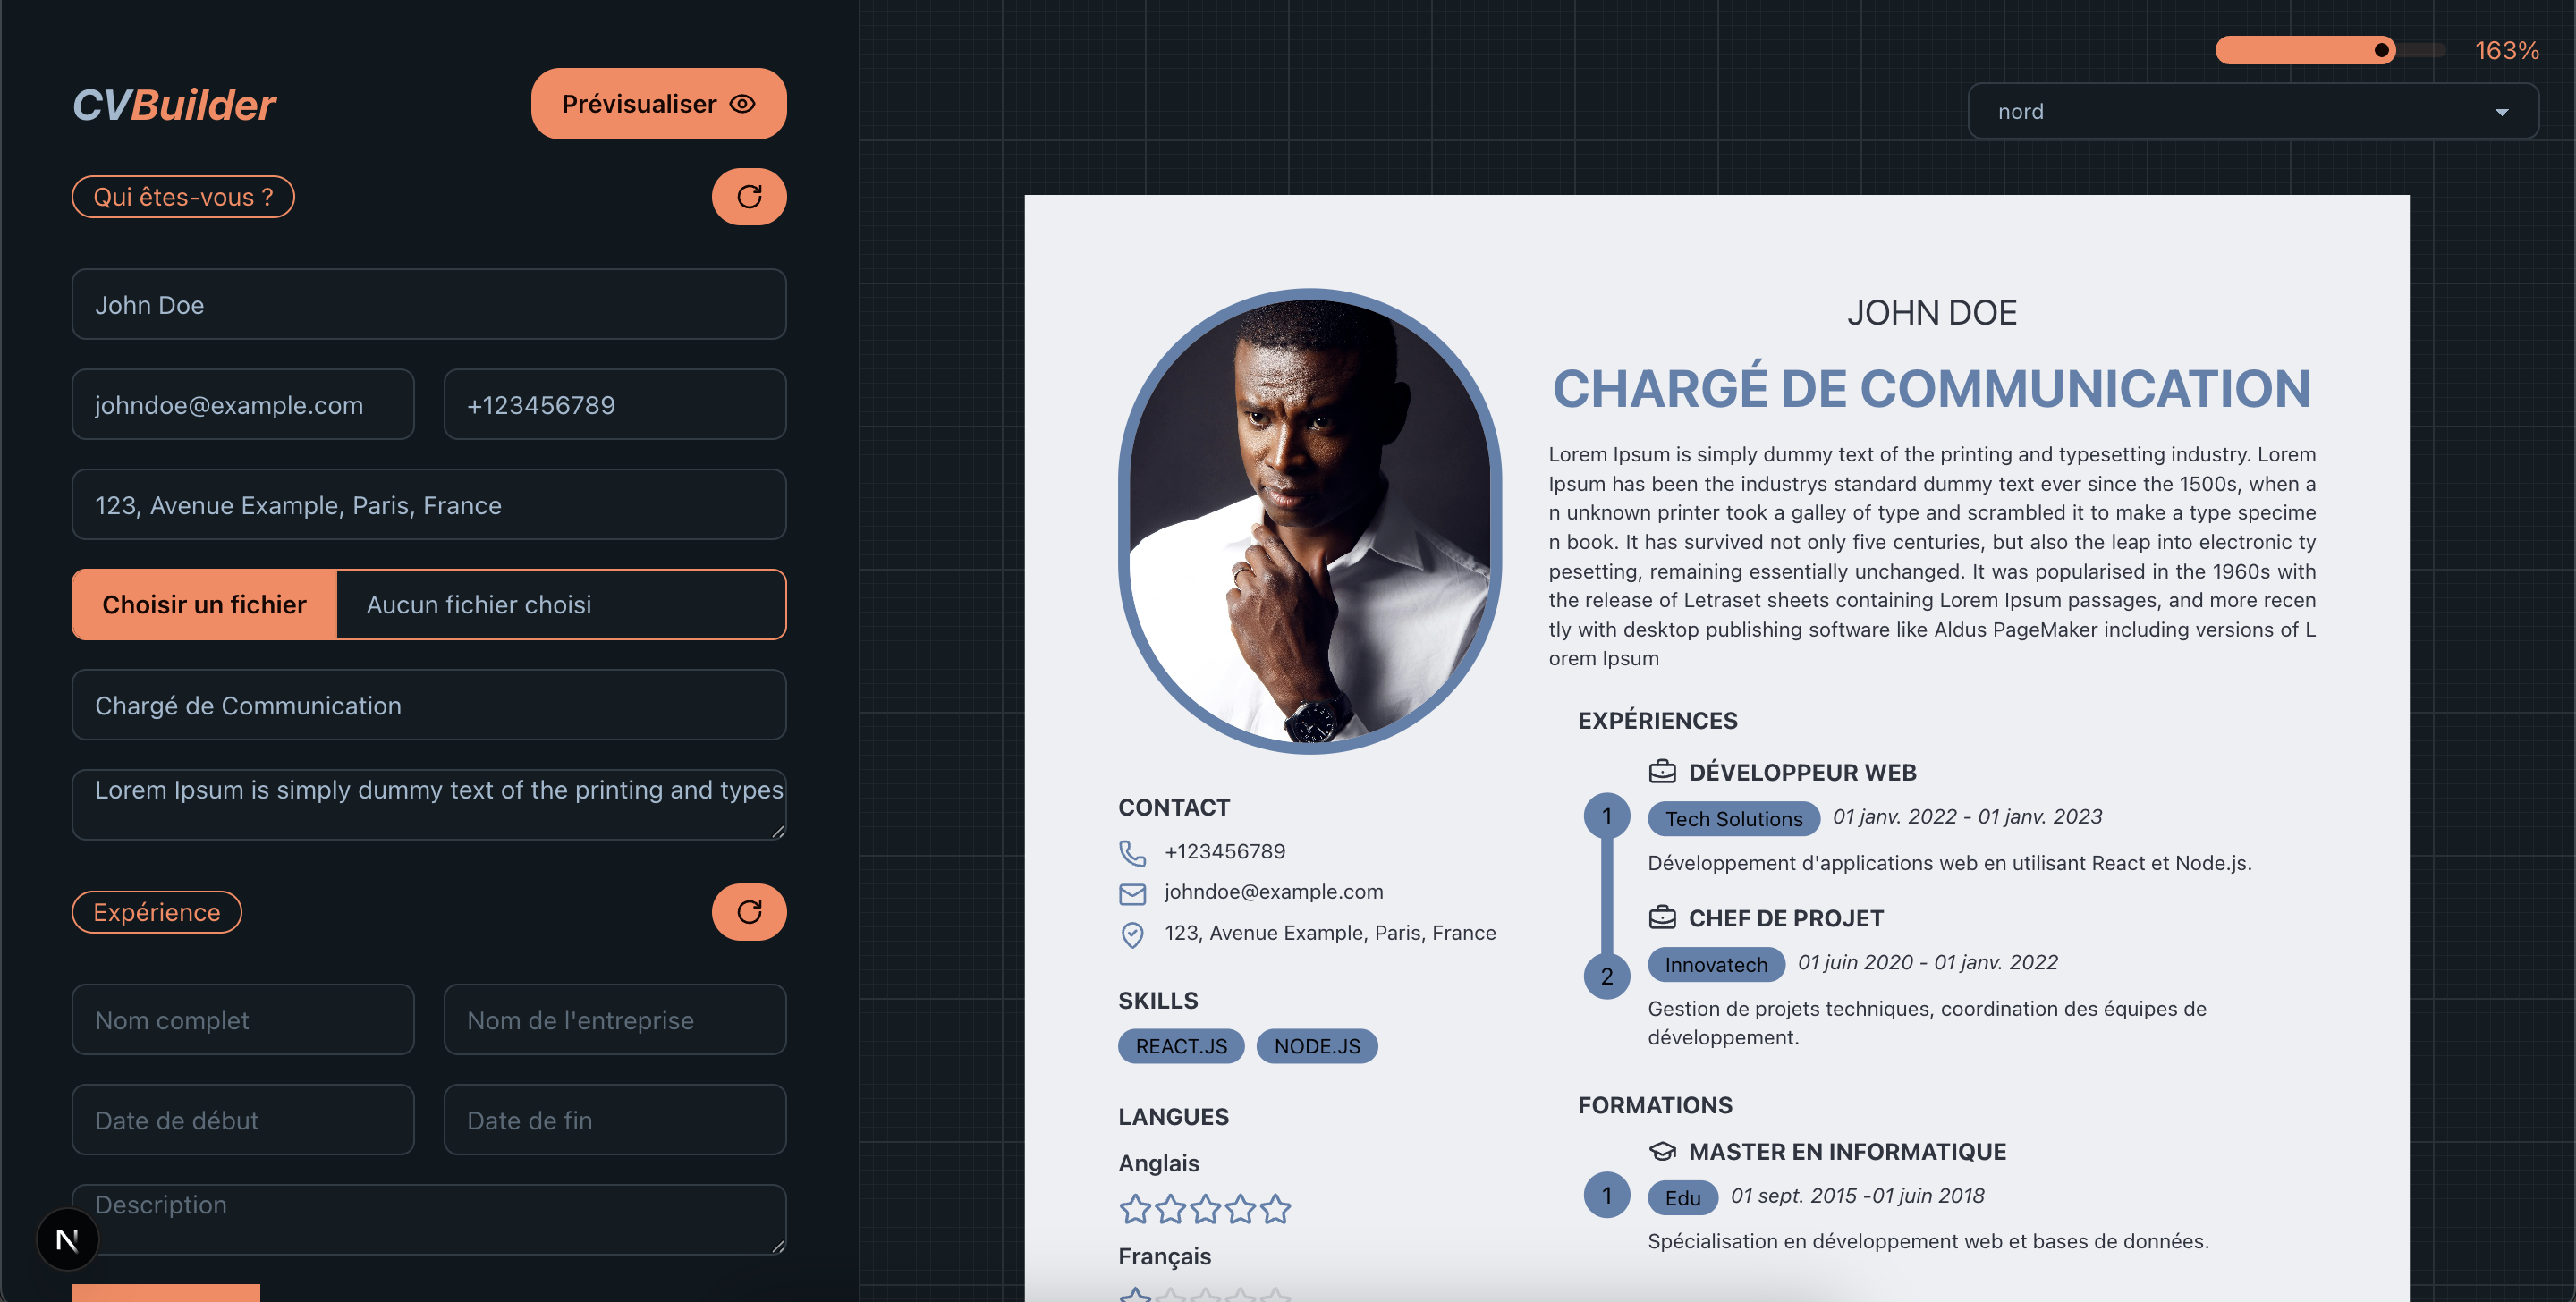 CVBuilder
Prévisualiser
Qui êtes-vous ?
John Doe
johndoe@example.com
+123456789
123, Avenue Example, Paris, France
Choisir un fichier
Aucun fichier choisi
Chargé de Communication
Lorem Ipsum is simply dummy text of the printing and types
Expérience
Nom complet
Nom de l'entreprise
Date de début
Date de fin
Description
N
163%
nord
JOHN DOE
CHARGÉ DE COMMUNICATION
Lorem Ipsum is simply dummy text of the printing and typesetting industry. Lorem
Ipsum has been the industrys standard dummy text ever since the 1500s, when a
n unknown printer took a galley of type and scrambled it to make a type specime
n book. It has survived not only five centuries, but also the leap into electronic ty
pesetting, remaining essentially unchanged. It was popularised in the 1960s with
the release of Letraset sheets containing Lorem Ipsum passages, and more recen
tly with desktop publishing software like Aldus PageMaker including versions of L
orem Ipsum
CONTACT
+123456789
johndoe@example.com
123, Avenue Example, Paris, France
SKILLS
REACT.JS
NODE.JS
LANGUES
Anglais
Français
EXPÉRIENCES
1
DÉVELOPPEUR WEB
Tech Solutions
01 janv. 2022 - 01 janv. 2023
Développement d'applications web en utilisant React et Node.js.
2
CHEF DE PROJET
Innovatech
01 juin 2020 - 01 janv. 2022
Gestion de projets techniques, coordination des équipes de
développement.
FORMATIONS
1
MASTER EN INFORMATIQUE
Edu
01 sept. 2015 -01 juin 2018
Spécialisation en développement web et bases de données.